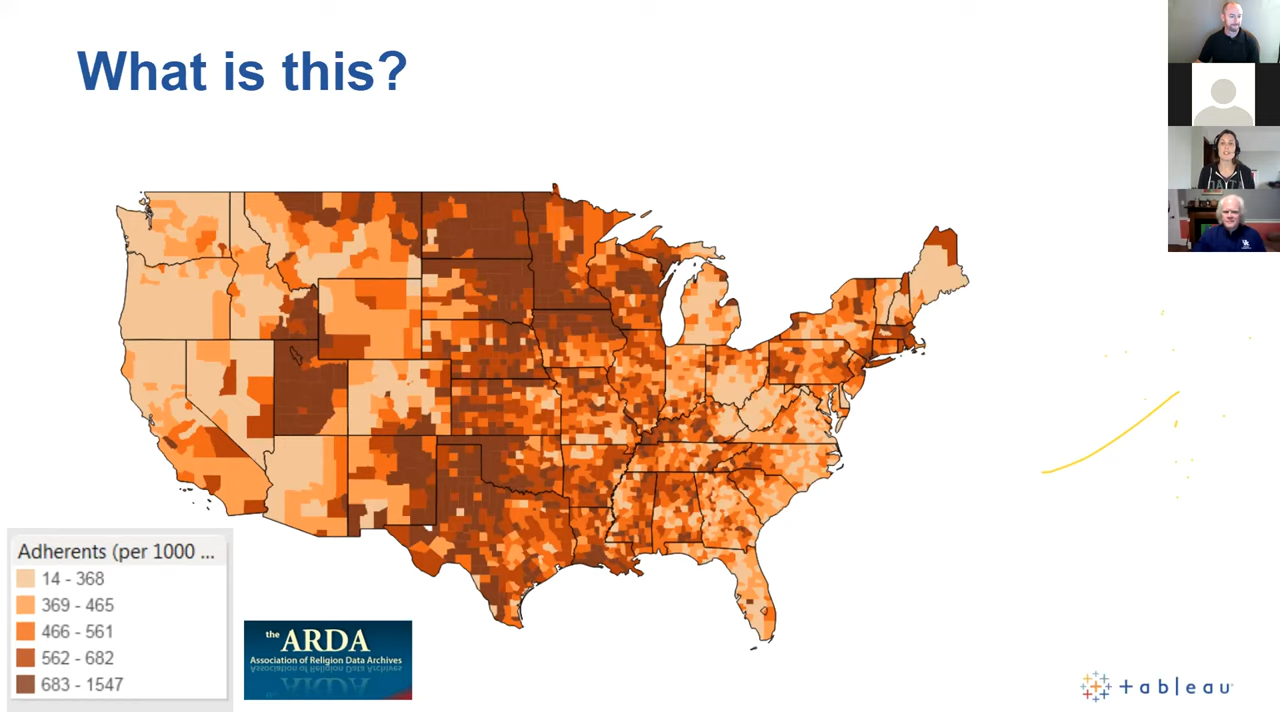 What is this?
Adherents (per 1000 ...
14 - 368
369 - 465
466 - 561
562 - 682
683 - 1547
the ARDA
Association of Religion Data Archives
+ableau